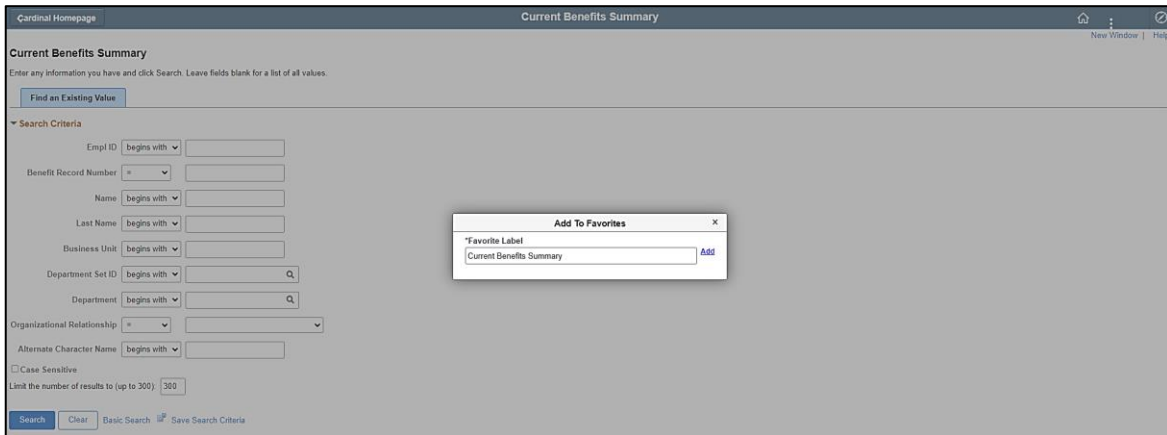 Cardinal Homepage
Current Benefits Summary
New Window | Help
Current Benefits Summary
Enter any information you have and click Search. Leave fields blank for a list of all values.
Find an Existing Value
Search Criteria
Empl ID begins with
Benefit Record Number =
Name begins with
Last Name begins with
Business Unit begins with
Department Set ID begins with
Department begins with
Organizational Relationship =
Alternate Character Name begins with
Case Sensitive
Limit the number of results to (up to 300): 300
Search Clear Basic Search Save Search Criteria
Add To Favorites ×
*Favorite Label
Current Benefits Summary Add